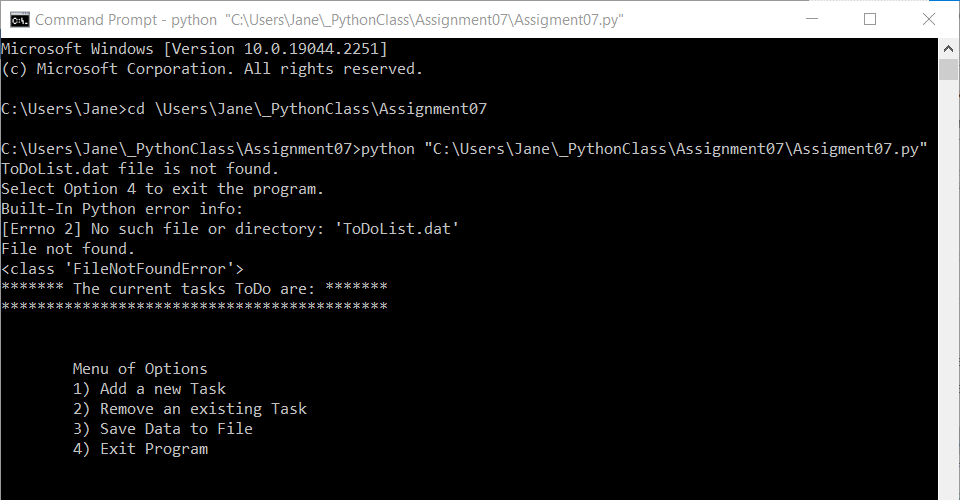 Command Prompt - python  "C:\Users\Jane\_PythonClass\Assignment07\Assigment07.py"
Microsoft Windows [Version 10.0.19044.2251]
(c) Microsoft Corporation. All rights reserved.
C:\Users\Jane>cd \Users\Jane\_PythonClass\Assignment07
C:\Users\Jane\_PythonClass\Assignment07>python "C:\Users\Jane\_PythonClass\Assignment07\Assigment07.py"
ToDoList.dat file is not found.
Select Option 4 to exit the program.
Built-In Python error info:
[Errno 2] No such file or directory: 'ToDoList.dat'
File not found.
<class 'FileNotFoundError'>
******* The current tasks ToDo are: *******
*******************************************
Menu of Options
1) Add a new Task
2) Remove an existing Task
3) Save Data to File
4) Exit Program